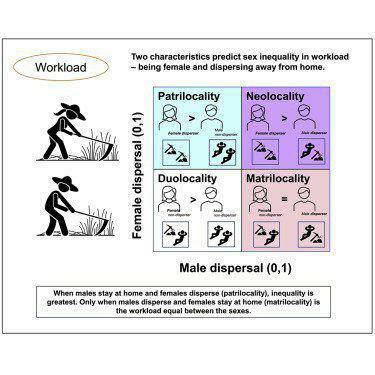 Workload
Two characteristics predict sex inequality in workload
– being female and dispersing away from home.
Female dispersal (0,1)
Patrilocality
>
Female disperser
Male
non-disperser
Neolocality
>
Female disperser
Male disperser
Duolocality
>
Female
non-disperser
Male
non-disperser
Matrilocality
=
Female
non-disperser
Male disperser
Male dispersal (0,1)
When males stay at home and females disperse (patrilocality), inequality is
greatest. Only when males disperse and females stay at home (matrilocality) is
the workload equal between the sexes.